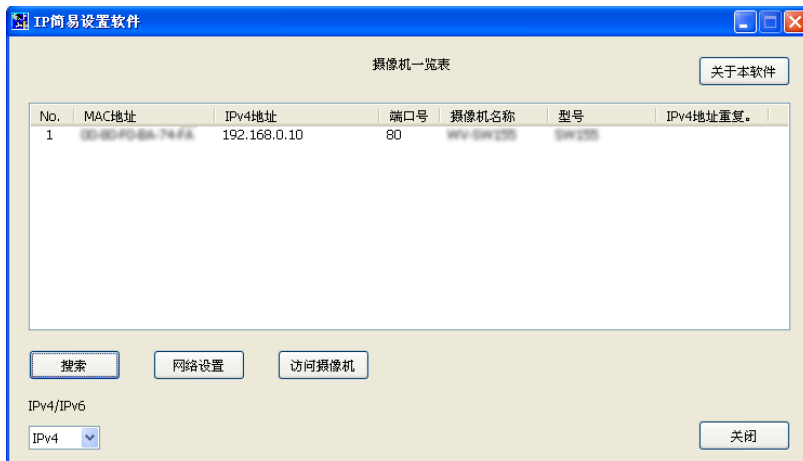 IP简易设置软件
摄像机一览表
关于本软件
No. MAC地址 IPv4地址 端口号 摄像机名称 型号 IPv4地址重复。
1 192.168.0.10 80
搜索 网络设置 访问摄像机
IPv4/IPv6
IPv4
关闭